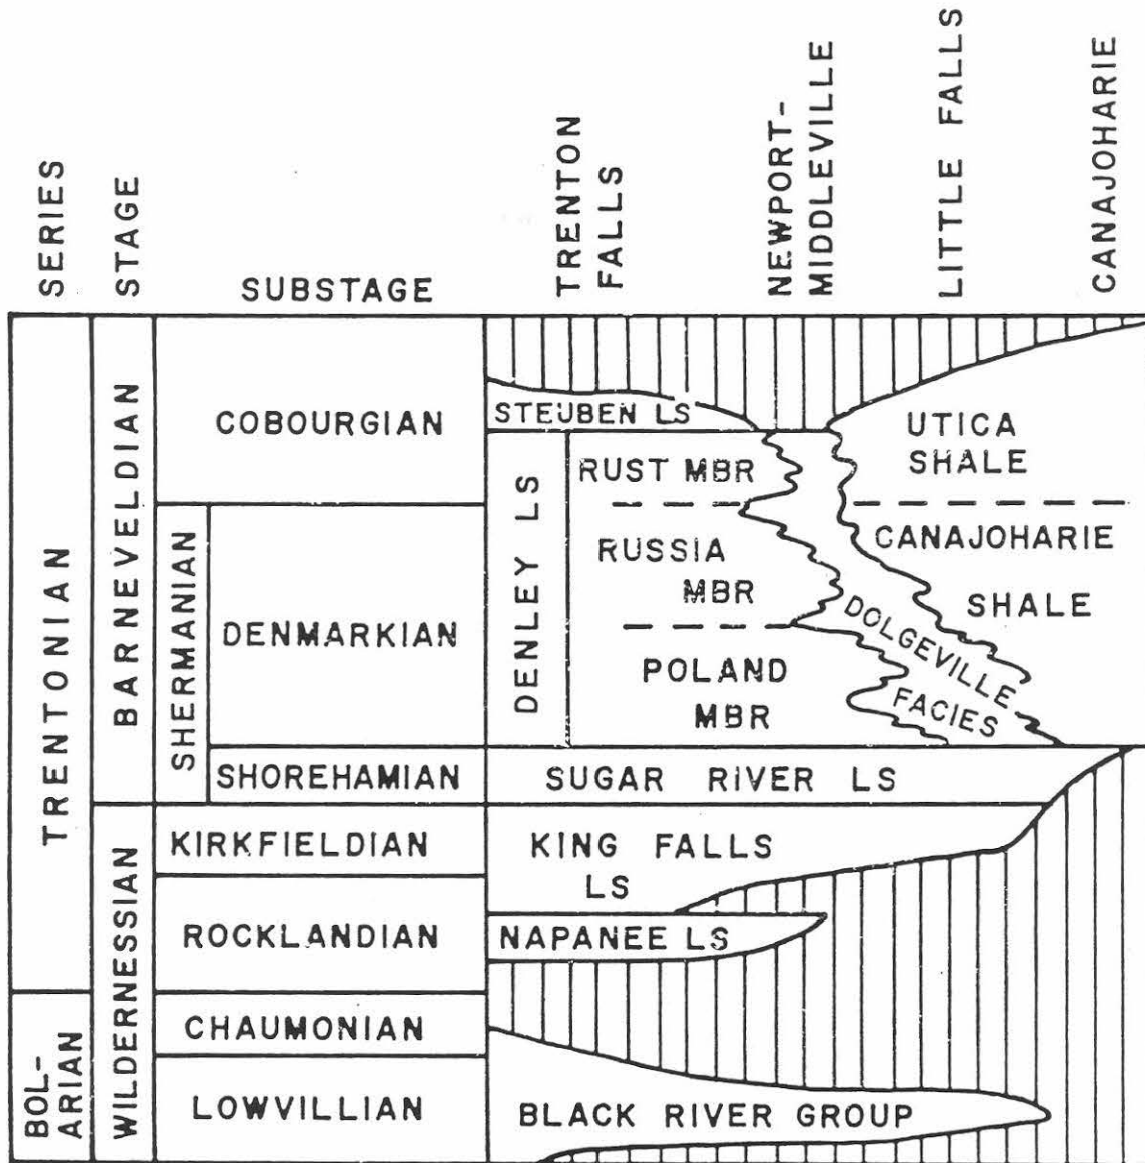 SERIES
STAGE
SUBSTAGE
TRENTON
FALLS
NEWPORT-
MIDDLEVILLE
LITTLE FALLS
CANAJOHARIE
TRENTONIAN
BOL-
ARIAN
BARNEVELDIAN
WILDERNESSIAN
SHERMANIAN
COBOURGIAN
DENMARKIAN
SHOREHAMIAN
KIRKFIELDIAN
ROCKLANDIAN
CHAUMONIAN
LOWVILLIAN
STEUBEN LS
DENLEY LS
RUST MBR
RUSSIA
MBR
POLAND
MBR
DOLGEVILLE
FACIES
UTICA
SHALE
CANAJOHARIE
SHALE
SUGAR RIVER LS
KING FALLS
LS
NAPANEE LS
BLACK RIVER GROUP